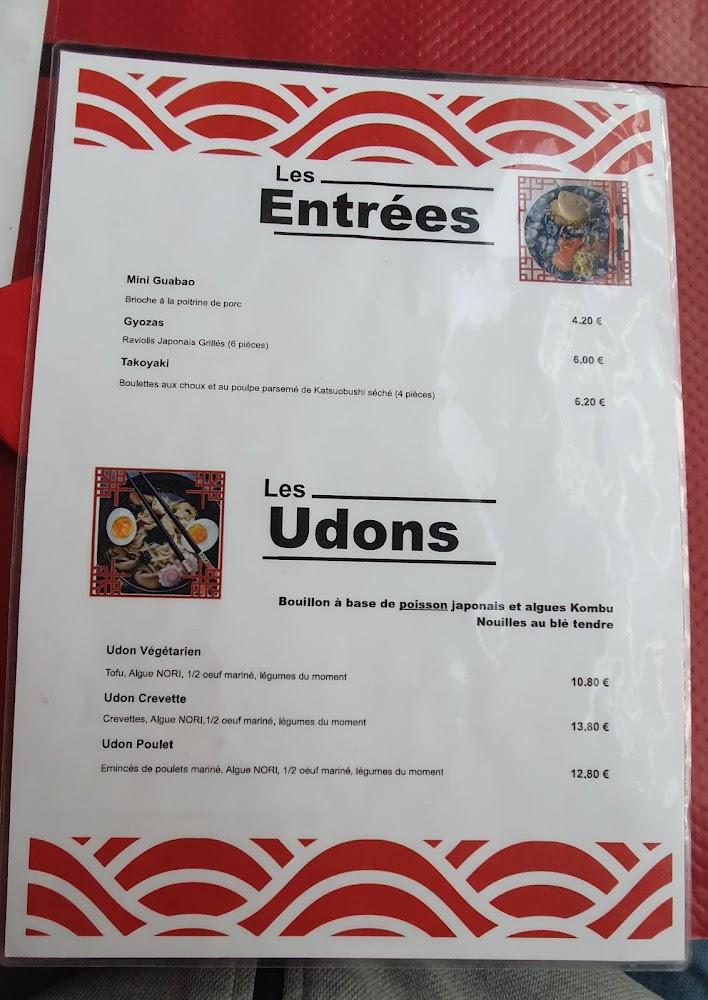 Les
Entrées
Mini Guabao
Brioche à la poitrine de porc
4.20 €
Gyozas
Raviolis Japonais Grillés (6 pièces)
6,00 €
Takoyaki
Boulettes aux choux et au poulpe parsemé de Katsuobushi séché (4 pièces)
6,20 €
Les
Udons
Bouillon à base de poisson japonais et algues Kombu
Nouilles au blé tendre
Udon Végétarien
Tofu, Algue NORI, 1/2 oeuf mariné, légumes du moment
10.80 €
Udon Crevette
Crevettes, Algue NORI,1/2 oeuf mariné, légumes du moment
13,80 €
Udon Poulet
Emincés de poulets mariné, Algue NORI, 1/2 oeuf mariné, légumes du moment
12,80 €